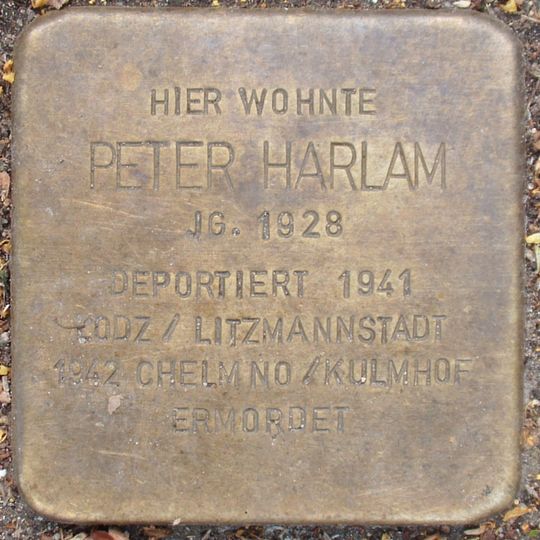 HIER WOHNTE
PETER HARLAM
JG. 1928
DEPORTIERT 1941
LODZ / LITZMANNSTADT
1942 CHELMNO / KULMHOF
ERMORDET